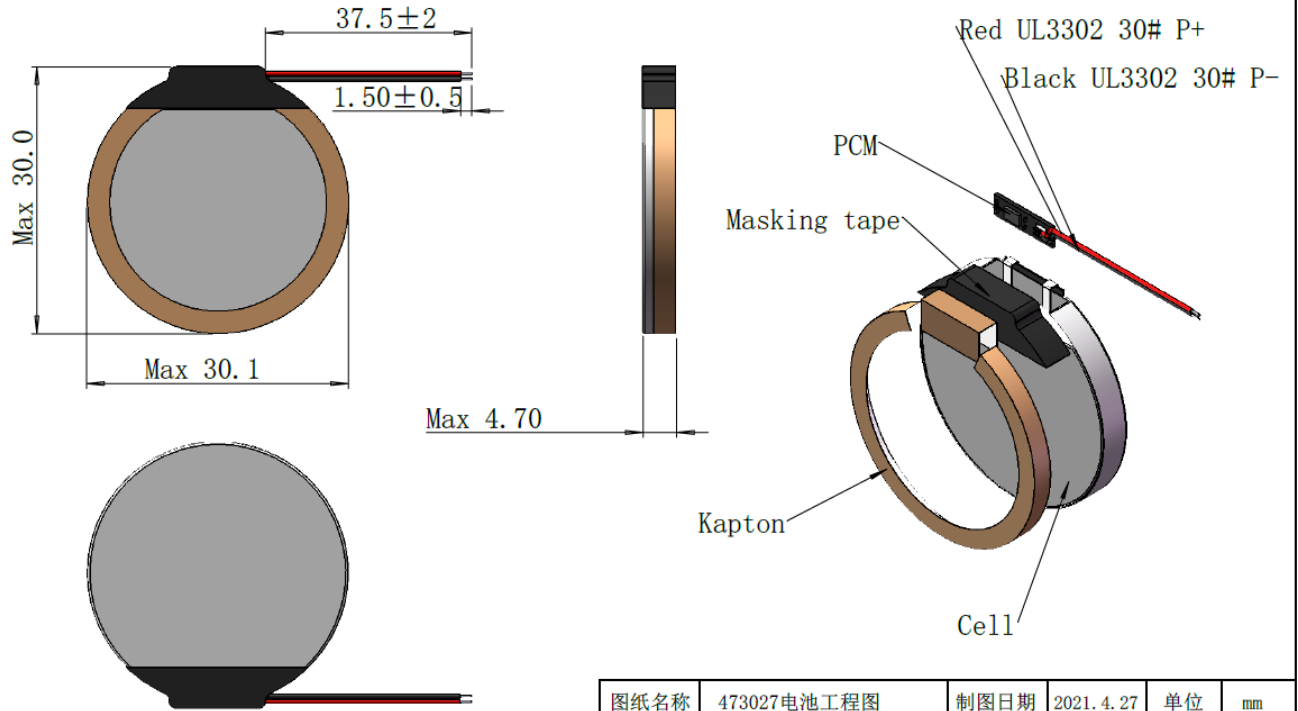 37.5±2
1.50±0.5
Max 30.0
Max 30.1
Max 4.70
Red UL3302 30# P+
Black UL3302 30# P-
PCM
Masking tape
Kapton
Cell
图纸名称 473027电池工程图 制图日期 2021.4.27 单位 mm